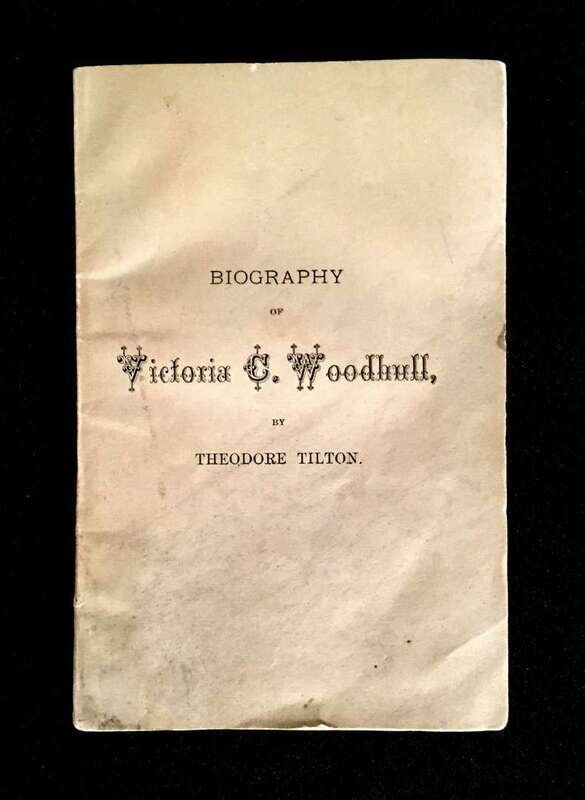 BIOGRAPHY
OF
Victoria C. Woodhull,
BY
THEODORE TILTON.